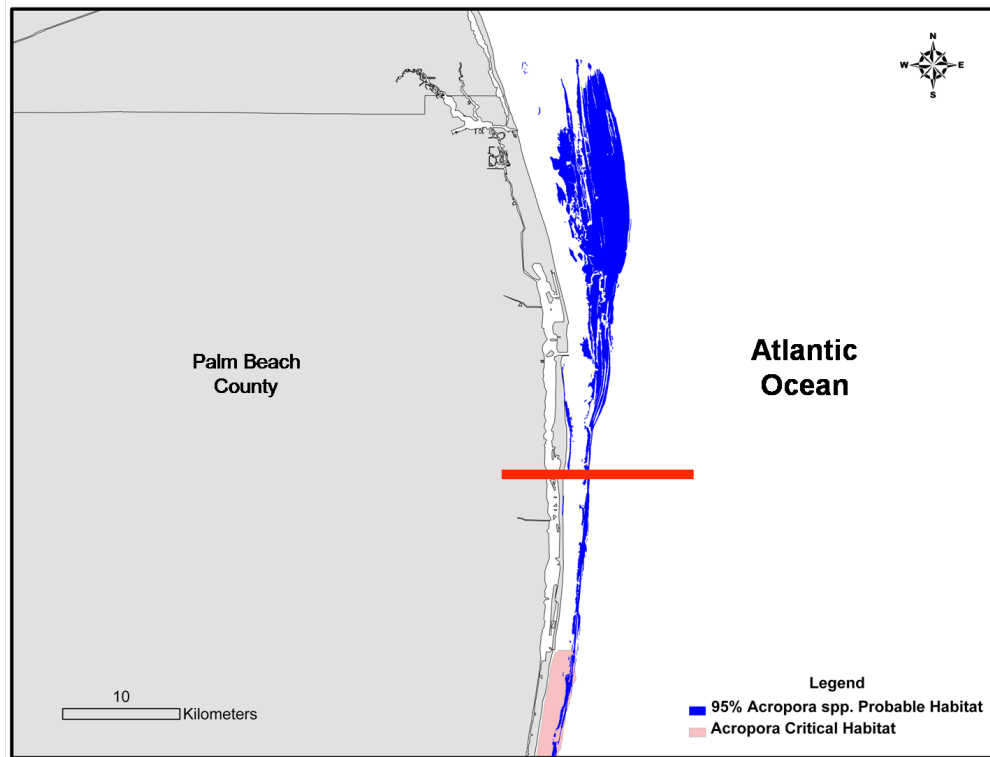 N
W E
S
Palm Beach
County
Atlantic
Ocean
10
Kilometers
Legend
95% Acropora spp. Probable Habitat
Acropora Critical Habitat